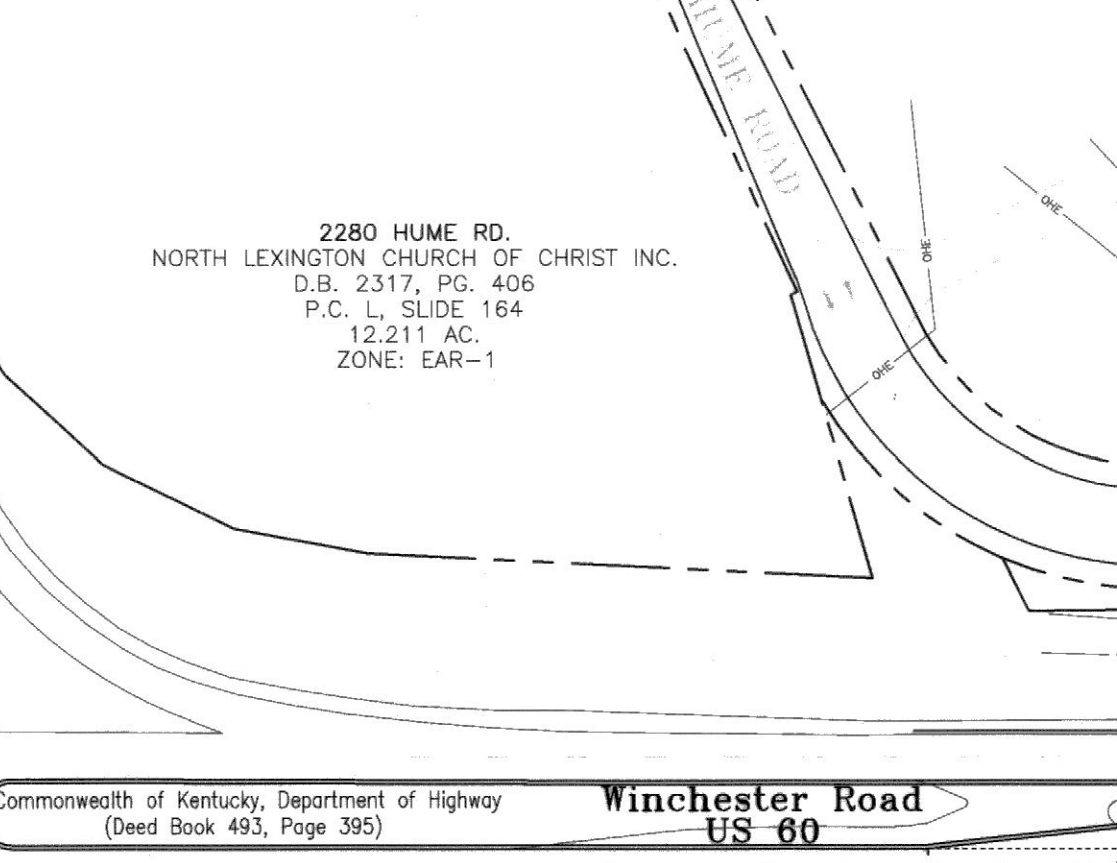 HUME ROAD
2280 HUME RD.
NORTH LEXINGTON CHURCH OF CHRIST INC.
D.B. 2317, PG. 406
P.C. L, SLIDE 164
12.211 AC.
ZONE: EAR-1
OHE
OHE
OHE
Commonwealth of Kentucky, Department of Highway
(Deed Book 493, Page 395)
Winchester Road
US 60